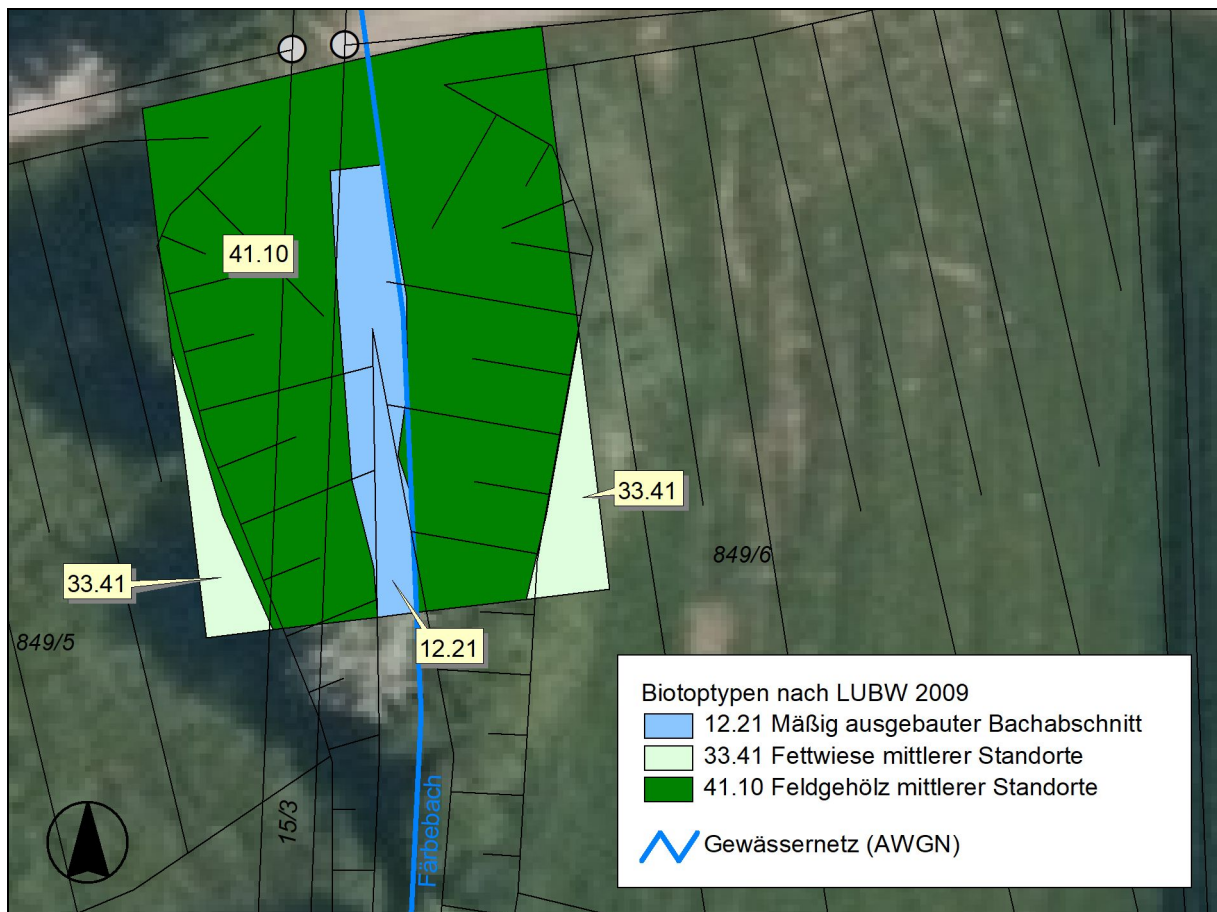 41.10
33.41
849/6
33.41
849/5
12.21
15/3
Färbebach
Biotoptypen nach LUBW 2009
12.21 Mäßig ausgebauter Bachabschnitt
33.41 Fettwiese mittlerer Standorte
41.10 Feldgehölz mittlerer Standorte
Gewässernetz (AWGN)